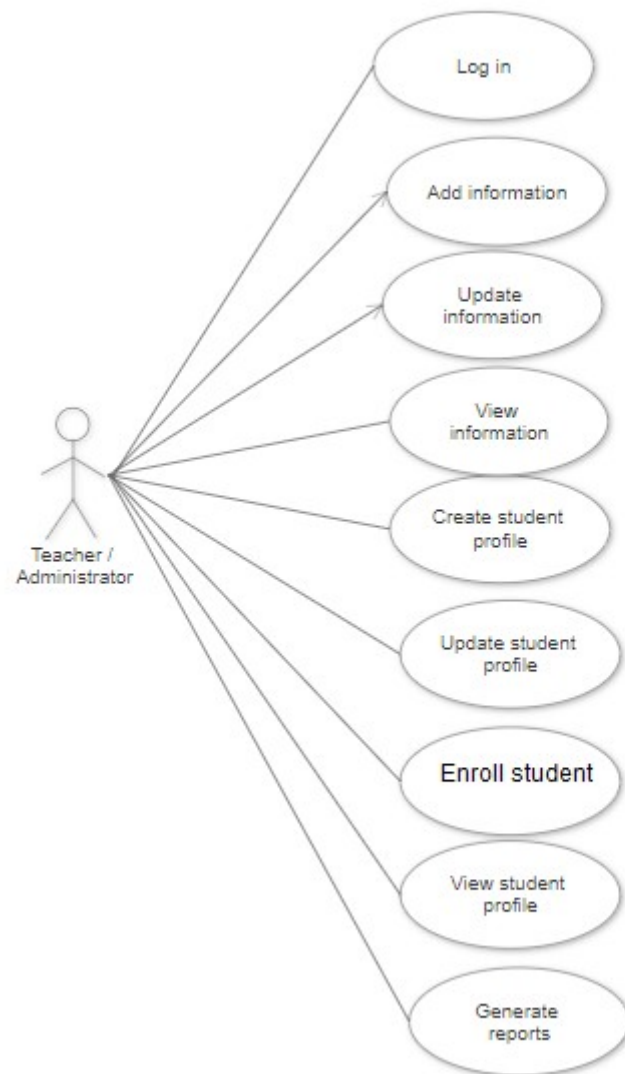 Log in
Add information
Update
information
View
information
Create student
profile
Teacher /
Administrator
Update student
profile
Enroll student
View student
profile
Generate
reports